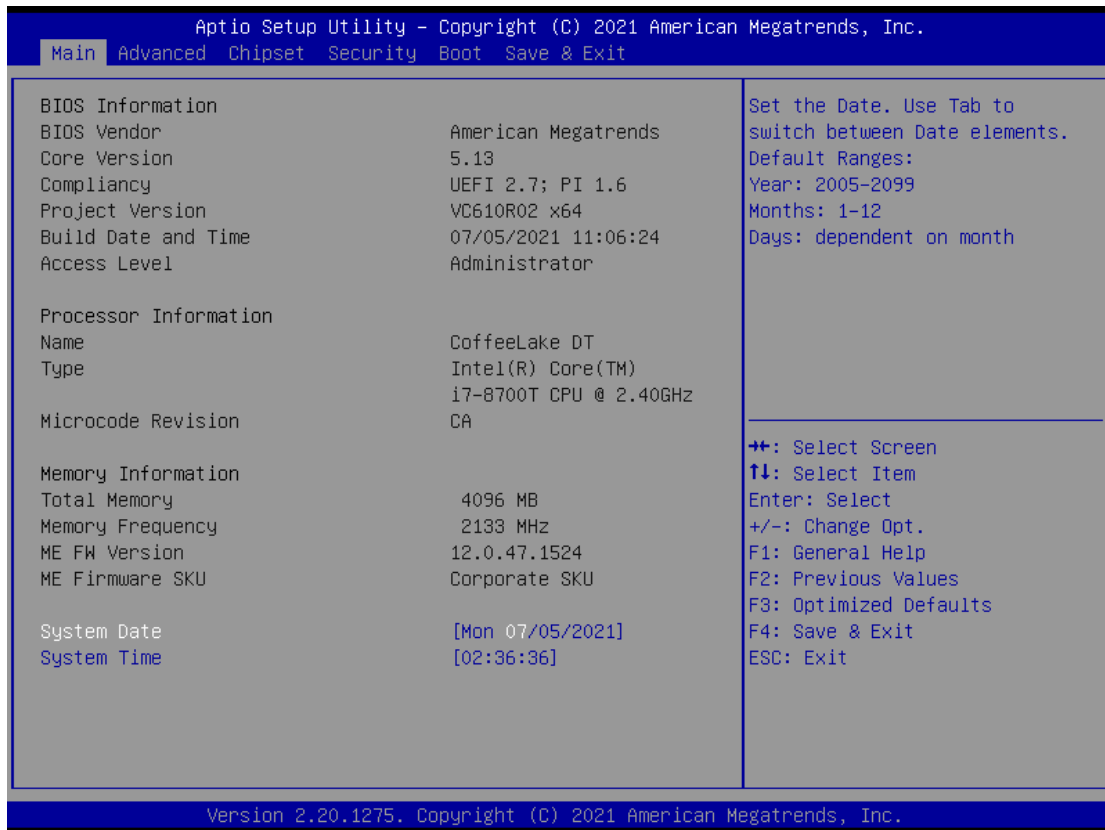 Aptio Setup Utility – Copyright (C) 2021 American Megatrends, Inc.
Main Advanced Chipset Security Boot Save & Exit
BIOS Information
BIOS Vendor American Megatrends
Core Version 5.13
Compliancy UEFI 2.7; PI 1.6
Project Version VC610R02 x64
Build Date and Time 07/05/2021 11:06:24
Access Level Administrator
Processor Information
Name CoffeeLake DT
Type Intel(R) Core(TM)
i7-8700T CPU @ 2.40GHz
Microcode Revision CA
Memory Information
Total Memory 4096 MB
Memory Frequency 2133 MHz
ME FW Version 12.0.47.1524
ME Firmware SKU Corporate SKU
System Date [Mon 07/05/2021]
System Time [02:36:36]
Set the Date. Use Tab to
switch between Date elements.
Default Ranges:
Year: 2005-2099
Months: 1-12
Days: dependent on month
→←: Select Screen
↑↓: Select Item
Enter: Select
+/-: Change Opt.
F1: General Help
F2: Previous Values
F3: Optimized Defaults
F4: Save & Exit
ESC: Exit
Version 2.20.1275. Copyright (C) 2021 American Megatrends, Inc.